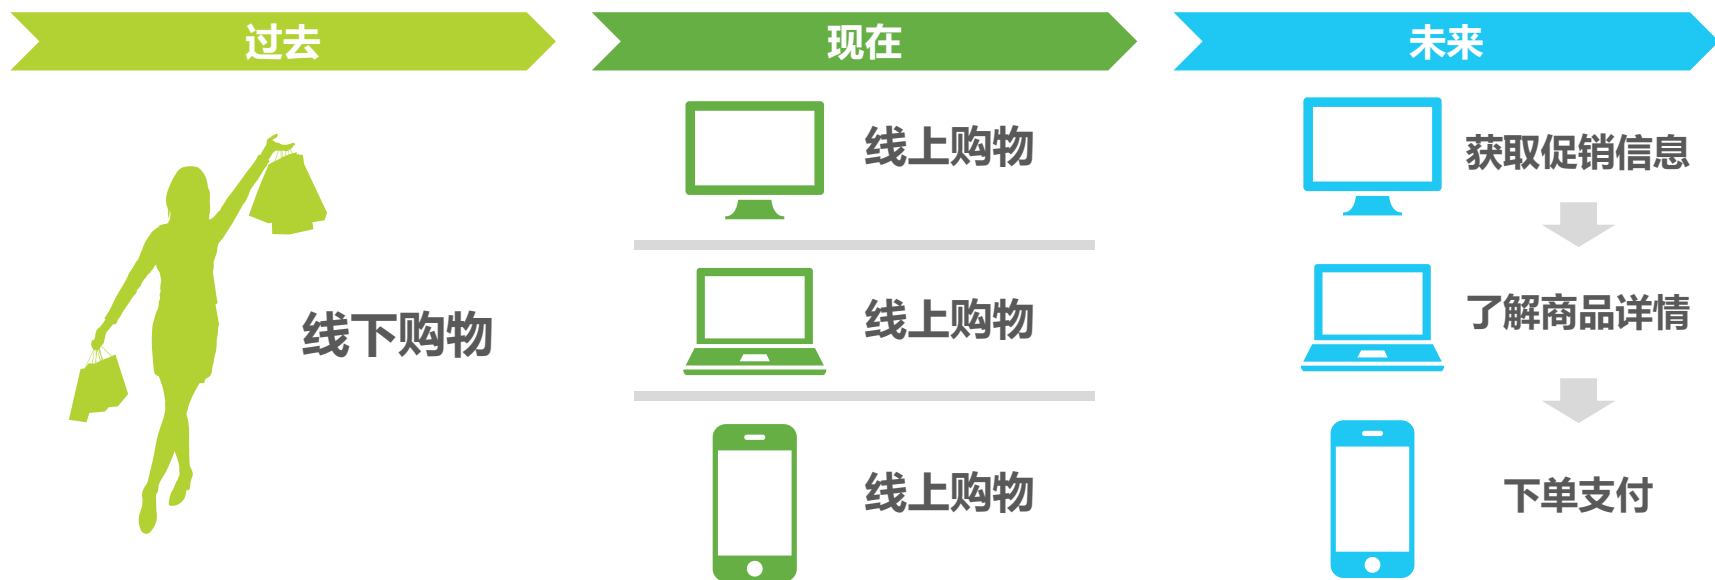 过去
现在
未来
线下购物
线上购物
线上购物
线上购物
获取促销信息
了解商品详情
下单支付